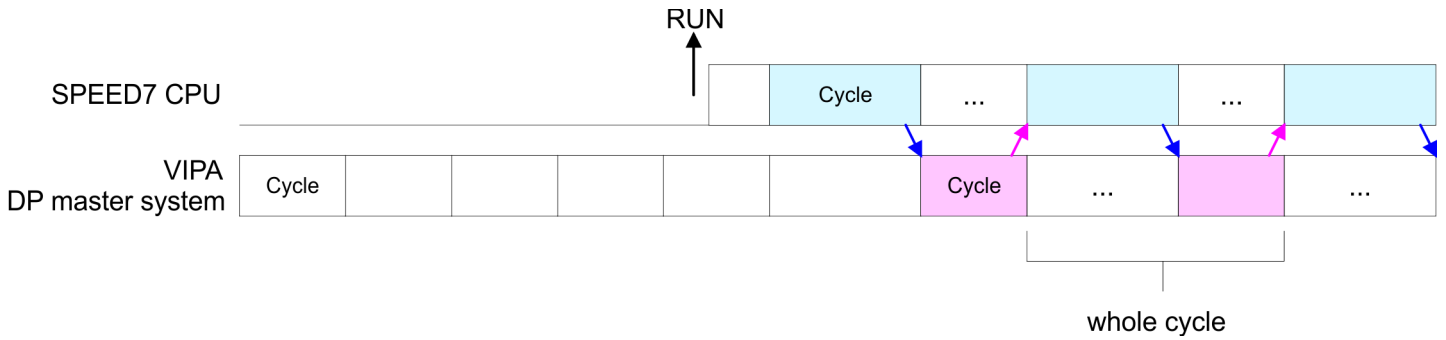 RUN
SPEED7 CPU
Cycle
...
...
VIPA
DP master system
Cycle
Cycle
...
...
whole cycle